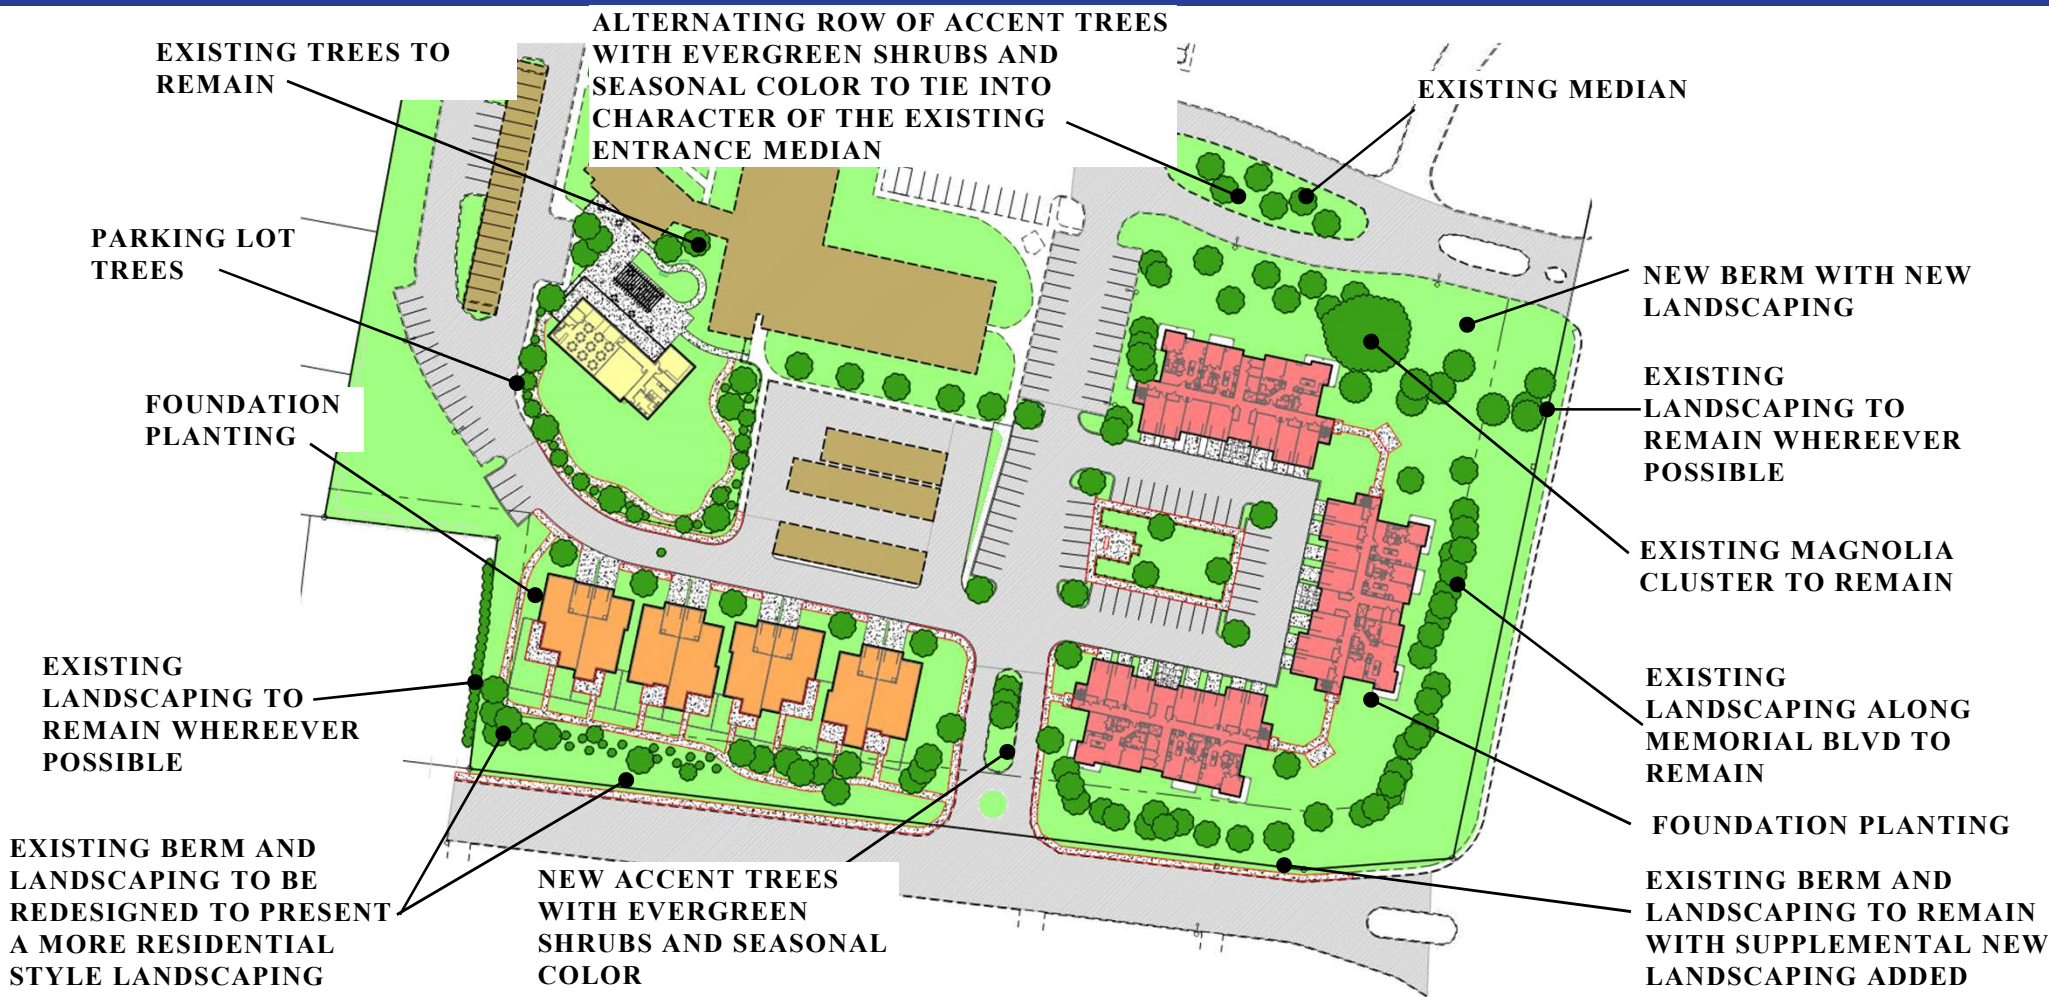 ALTERNATING ROW OF ACCENT TREES
WITH EVERGREEN SHRUBS AND
SEASONAL COLOR TO TIE INTO
CHARACTER OF THE EXISTING
ENTRANCE MEDIAN
EXISTING TREES TO
REMAIN
EXISTING MEDIAN
PARKING LOT
TREES
NEW BERM WITH NEW
LANDSCAPING
FOUNDATION
PLANTING
EXISTING
LANDSCAPING TO
REMAIN WHEREEVER
POSSIBLE
EXISTING MAGNOLIA
CLUSTER TO REMAIN
EXISTING
LANDSCAPING TO
REMAIN WHEREEVER
POSSIBLE
EXISTING
LANDSCAPING ALONG
MEMORIAL BLVD TO
REMAIN
FOUNDATION PLANTING
EXISTING BERM AND
LANDSCAPING TO BE
REDESIGNED TO PRESENT
A MORE RESIDENTIAL
STYLE LANDSCAPING
NEW ACCENT TREES
WITH EVERGREEN
SHRUBS AND SEASONAL
COLOR
EXISTING BERM AND
LANDSCAPING TO REMAIN
WITH SUPPLEMENTAL NEW
LANDSCAPING ADDED